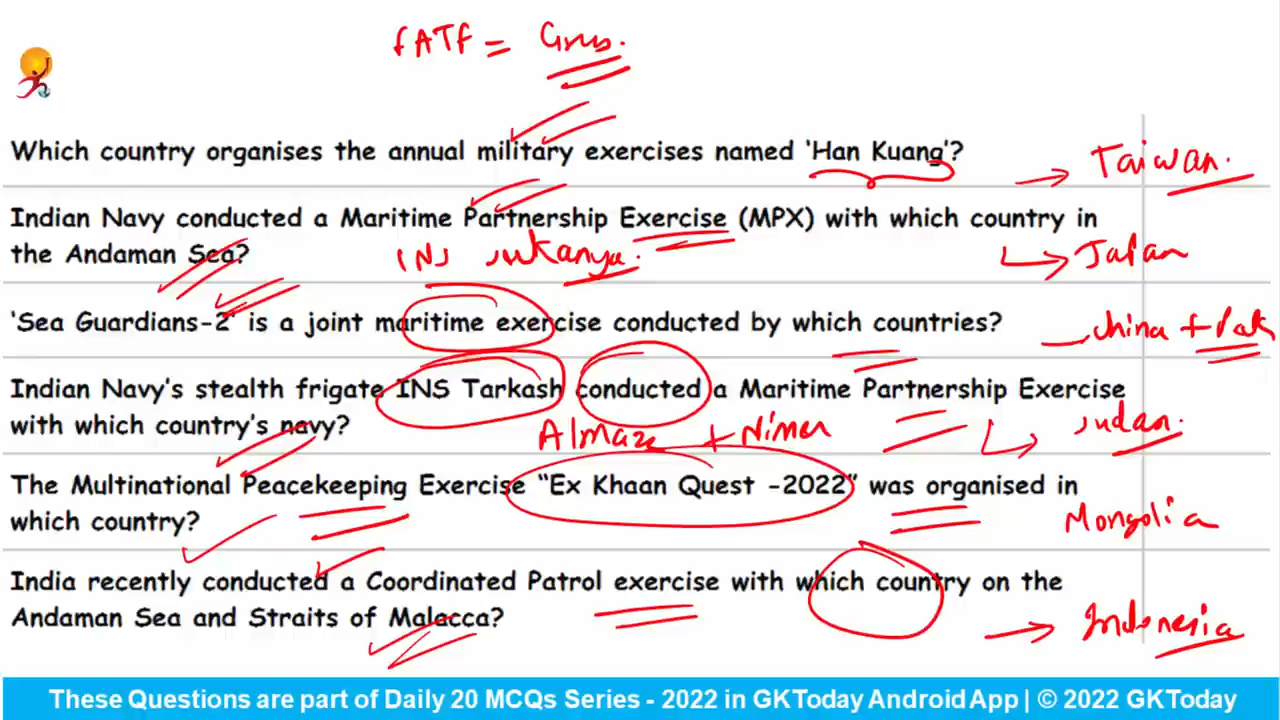 fATf = Grus.
Which country organises the annual military exercises named ‘Han Kuang’?
Taiwan.
Indian Navy conducted a Maritime Partnership Exercise (MPX) with which country in
the Andaman Sea?
INS sukanya.
Japan
‘Sea Guardians-2’ is a joint maritime exercise conducted by which countries?
china + Pak
Indian Navy’s stealth frigate INS Tarkash conducted a Maritime Partnership Exercise
with which country’s navy?
Almaze + Nimer
sudan.
The Multinational Peacekeeping Exercise “Ex Khaan Quest -2022” was organised in
which country?
Mongolia
India recently conducted a Coordinated Patrol exercise with which country on the
Andaman Sea and Straits of Malacca?
Indonesia
These Questions are part of Daily 20 MCQs Series - 2022 in GKToday Android App | © 2022 GKToday